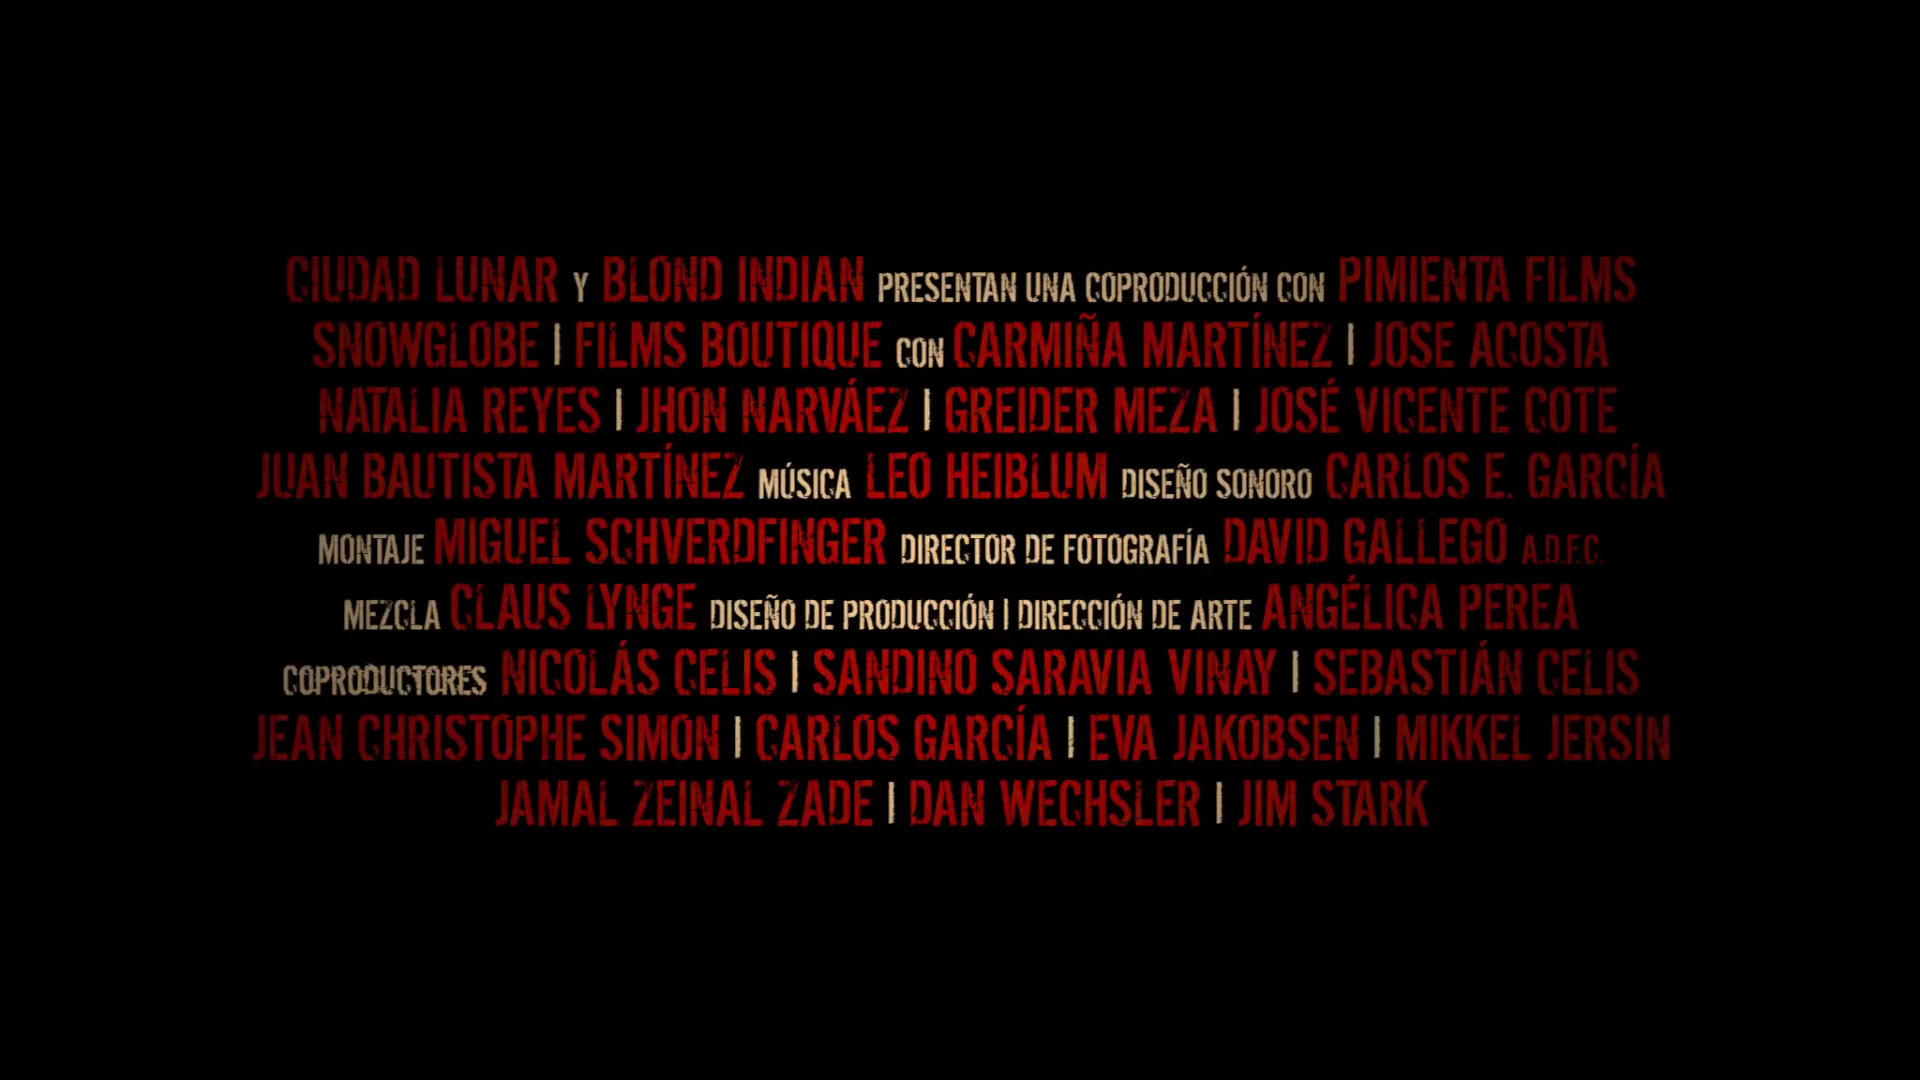 CIUDAD LUNAR Y BLOND INDIAN PRESENTAN UNA COPRODUCCIÓN CON PIMIENTA FILMS
SNOWGLOBE | FILMS BOUTIQUE CON CARMIÑA MARTÍNEZ | JOSE ACOSTA
NATALIA REYES | JHON NARVÁEZ | GREIDER MEZA | JOSÉ VICENTE COTE
JUAN BAUTISTA MARTÍNEZ MÚSICA LEO HEIBLUM DISEÑO SONORO CARLOS E. GARCÍA
MONTAJE MIGUEL SCHVERDFINGER DIRECTOR DE FOTOGRAFÍA DAVID GALLEGO A.D.F.C.
MEZCLA CLAUS LYNGE DISEÑO DE PRODUCCIÓN | DIRECCIÓN DE ARTE ANGÉLICA PEREA
COPRODUCTORES NICOLÁS CELIS | SANDINO SARAVIA VINAY | SEBASTIÁN CELIS
JEAN CHRISTOPHE SIMON | CARLOS GARCÍA | EVA JAKOBSEN | MIKKEL JERSIN
JAMAL ZEINAL ZADE | DAN WECHSLER | JIM STARK